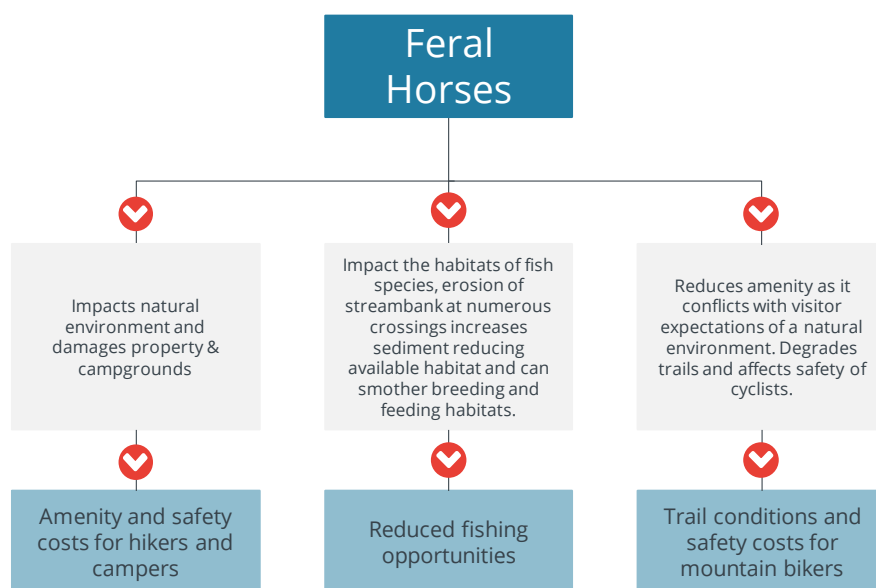 Feral
Horses
Impacts natural
environment and
damages property &
campgrounds
Impact the habitats of fish
species, erosion of
streambank at numerous
crossings increases
sediment reducing
available habitat and can
smother breeding and
feeding habitats.
Reduces amenity as it
conflicts with visitor
expectations of a natural
environment. Degrades
trails and affects safety of
cyclists.
Amenity and safety
costs for hikers and
campers
Reduced fishing
opportunities
Trail conditions and
safety costs for
mountain bikers